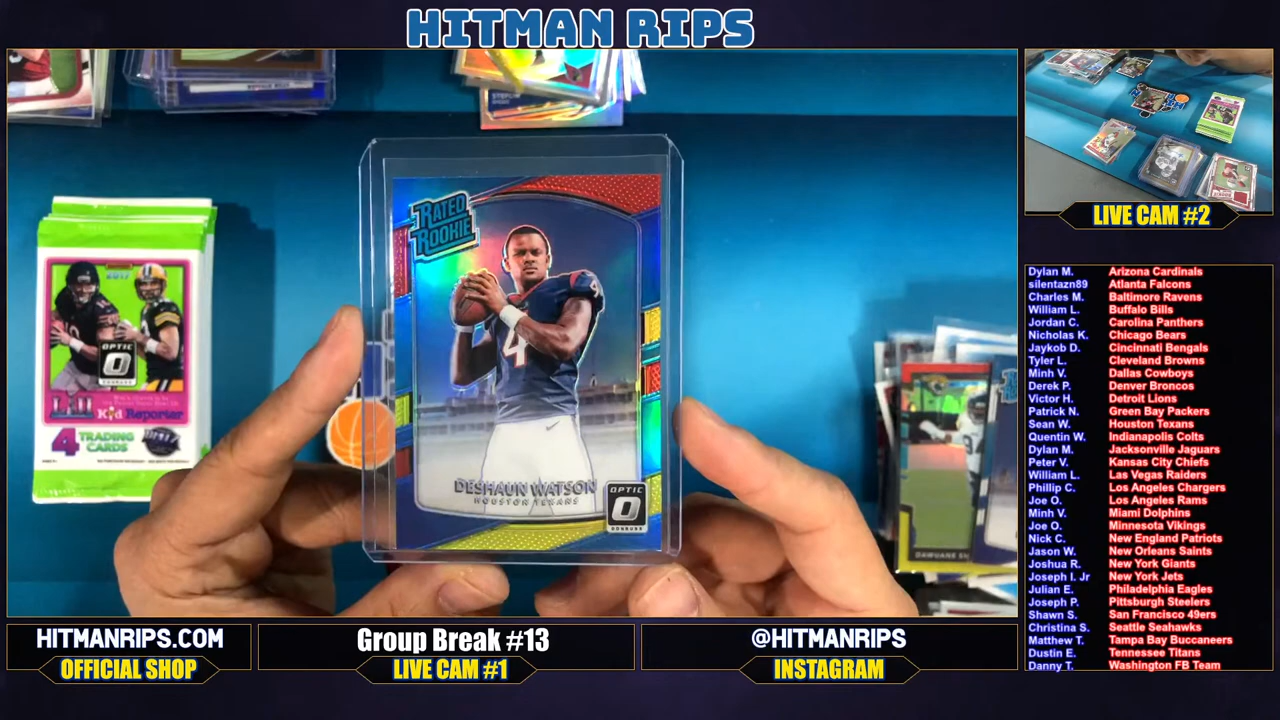 HITMAN RIPS
RATED
ROOKIE
4
DESHAUN WATSON
HOUSTON TEXANS
OPTIC
DONRUSS
2017
OPTIC
DONRUSS
Kid Reporter
4 TRADING
CARDS
LIVE CAM #2
Dylan M. Arizona Cardinals
silentazn89 Atlanta Falcons
Charles M. Baltimore Ravens
William L. Buffalo Bills
Jordan C. Carolina Panthers
Nicholas K. Chicago Bears
Jaykob D. Cincinnati Bengals
Tyler L. Cleveland Browns
Minh V. Dallas Cowboys
Derek P. Denver Broncos
Victor H. Detroit Lions
Patrick N. Green Bay Packers
Sean W. Houston Texans
Quentin W. Indianapolis Colts
Dylan M. Jacksonville Jaguars
Peter V. Kansas City Chiefs
William L. Las Vegas Raiders
Phillip C. Los Angeles Chargers
Joe O. Los Angeles Rams
Minh V. Miami Dolphins
Joe O. Minnesota Vikings
Nick C. New England Patriots
Jason W. New Orleans Saints
Joshua R. New York Giants
Joseph I. Jr New York Jets
Julian E. Philadelphia Eagles
Joseph P. Pittsburgh Steelers
Shawn S. San Francisco 49ers
Christina S. Seattle Seahawks
Matthew T. Tampa Bay Buccaneers
Dustin E. Tennessee Titans
Danny T. Washington FB Team
HITMANRIPS.COM
OFFICIAL SHOP
Group Break #13
LIVE CAM #1
@HITMANRIPS
INSTAGRAM